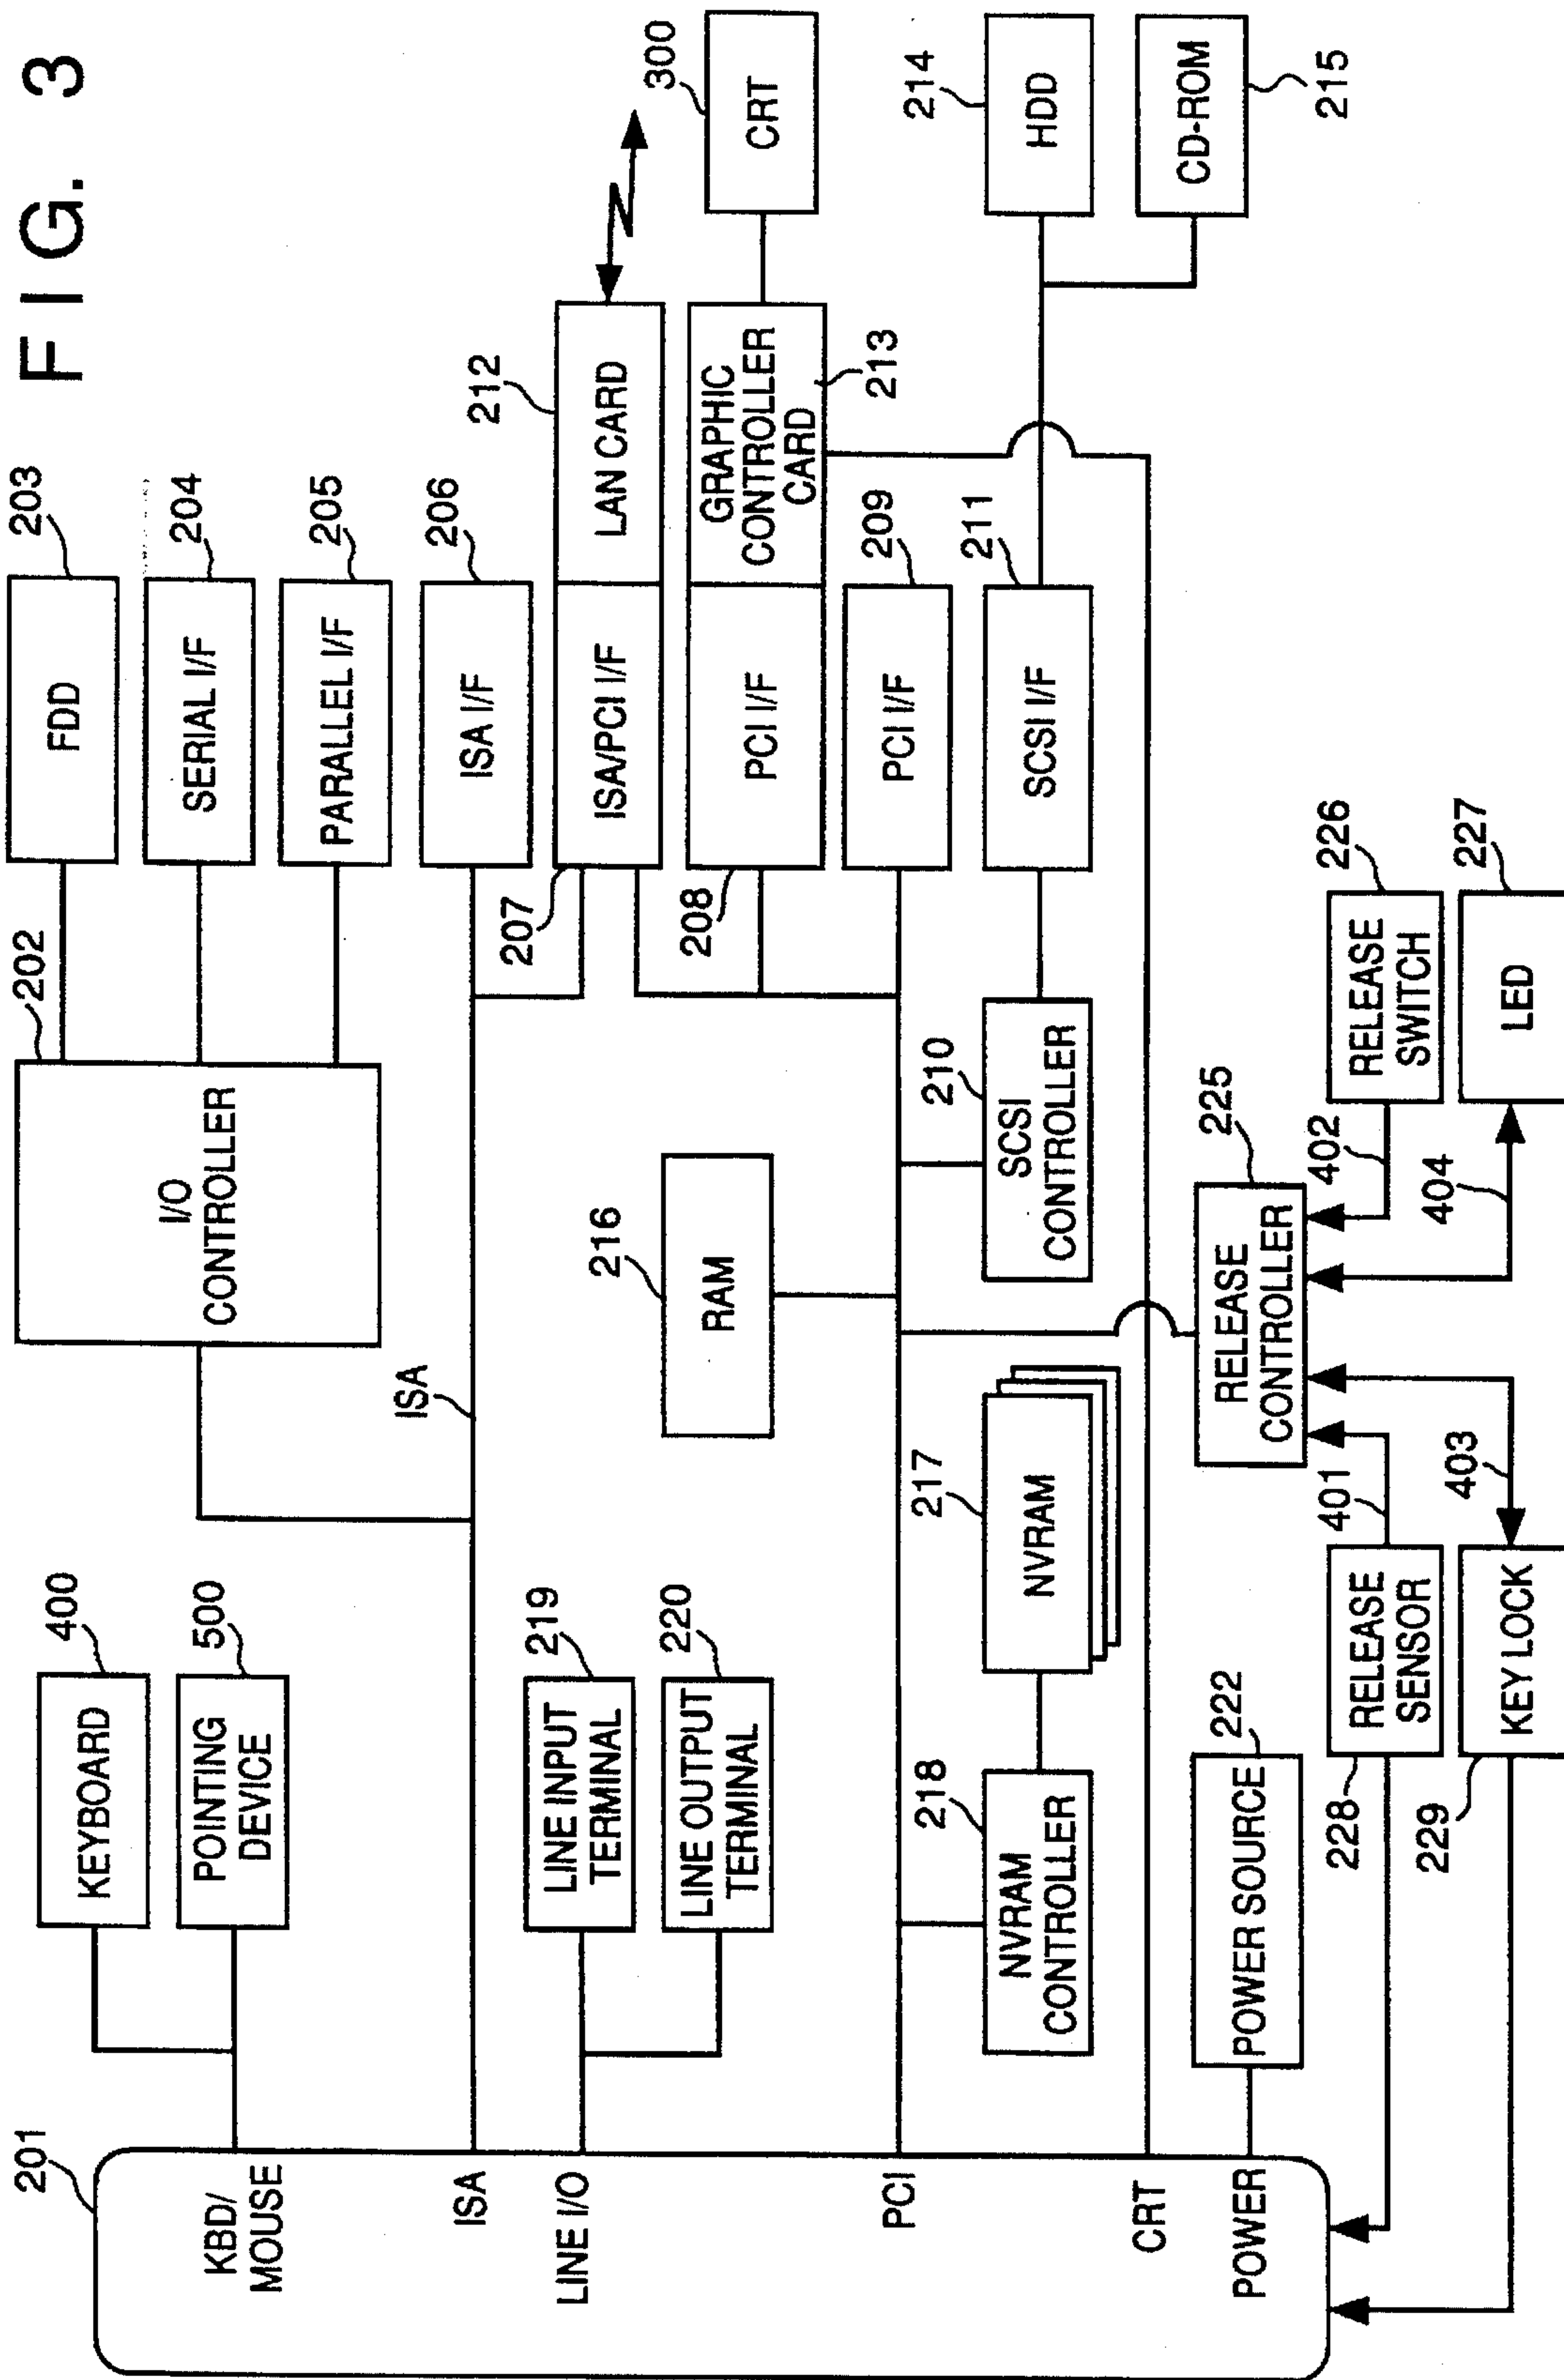 FIG. 3
201
KBD/
MOUSE
ISA
LINE I/O
PCI
CRT
POWER
KEYBOARD
400
POINTING
DEVICE
500
I/O
CONTROLLER
202
FDD
203
SERIAL I/F
204
PARALLEL I/F
205
ISA
ISA I/F
206
ISA/PCI I/F
207
LAN CARD
212
PCI I/F
208
GRAPHIC
CONTROLLER
CARD
213
CRT
300
PCI I/F
209
LINE INPUT
TERMINAL
219
LINE OUTPUT
TERMINAL
220
RAM
216
NVRAM
CONTROLLER
218
NVRAM
217
SCSI
CONTROLLER
210
SCSI I/F
211
HDD
214
CD-ROM
215
POWER SOURCE
222
RELEASE
CONTROLLER
225
RELEASE
SENSOR
228
401
KEY LOCK
229
403
RELEASE
SWITCH
226
402
LED
227
404